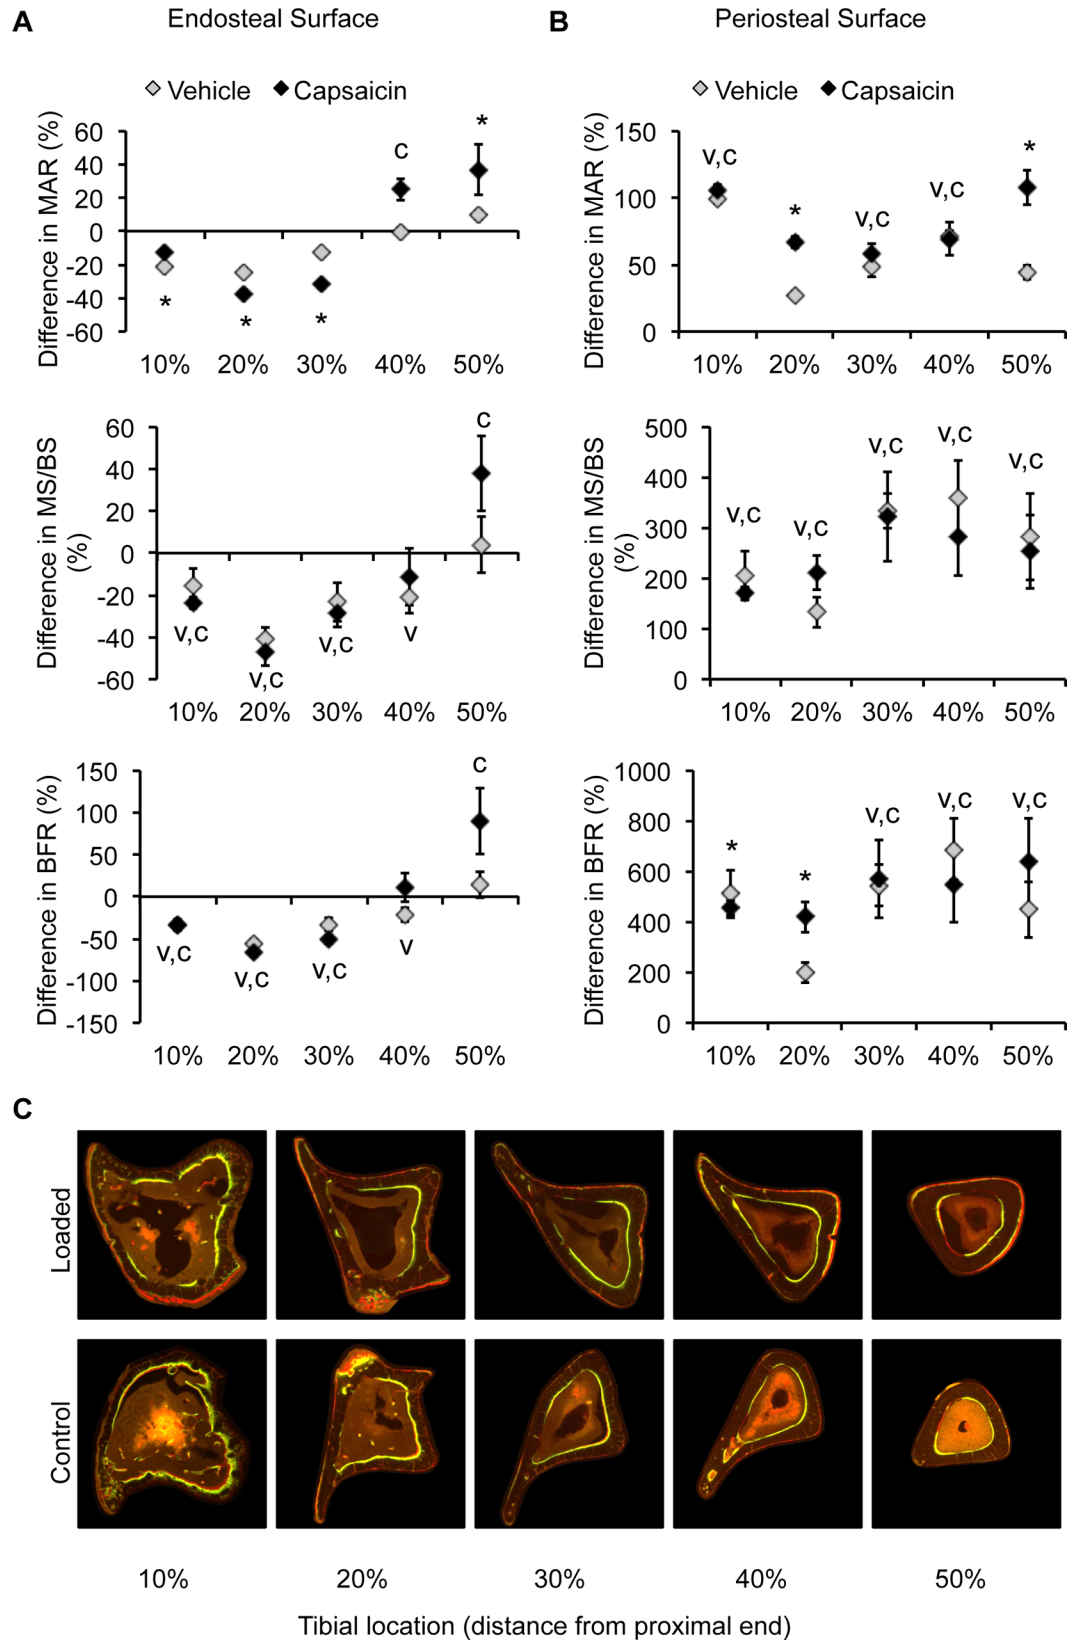 A Endosteal Surface
Vehicle Capsaicin
Difference in MAR (%)
60
40
20
0
-20
-40
-60
* * * c *
10% 20% 30% 40% 50%
Difference in MS/BS
(%)
60
40
20
0
-20
-40
-60
v,c v,c v,c v c
10% 20% 30% 40% 50%
Difference in BFR (%)
150
100
50
0
-50
-100
-150
v,c v,c v,c v c
10% 20% 30% 40% 50%
B Periosteal Surface
Vehicle Capsaicin
Difference in MAR (%)
150
100
50
0
v,c * v,c v,c *
10% 20% 30% 40% 50%
Difference in MS/BS
(%)
500
400
300
200
100
0
v,c v,c v,c v,c v,c
10% 20% 30% 40% 50%
Difference in BFR (%)
1000
800
600
400
200
0
* * v,c v,c v,c
10% 20% 30% 40% 50%
C
Loaded
Control
10% 20% 30% 40% 50%
Tibial location (distance from proximal end)